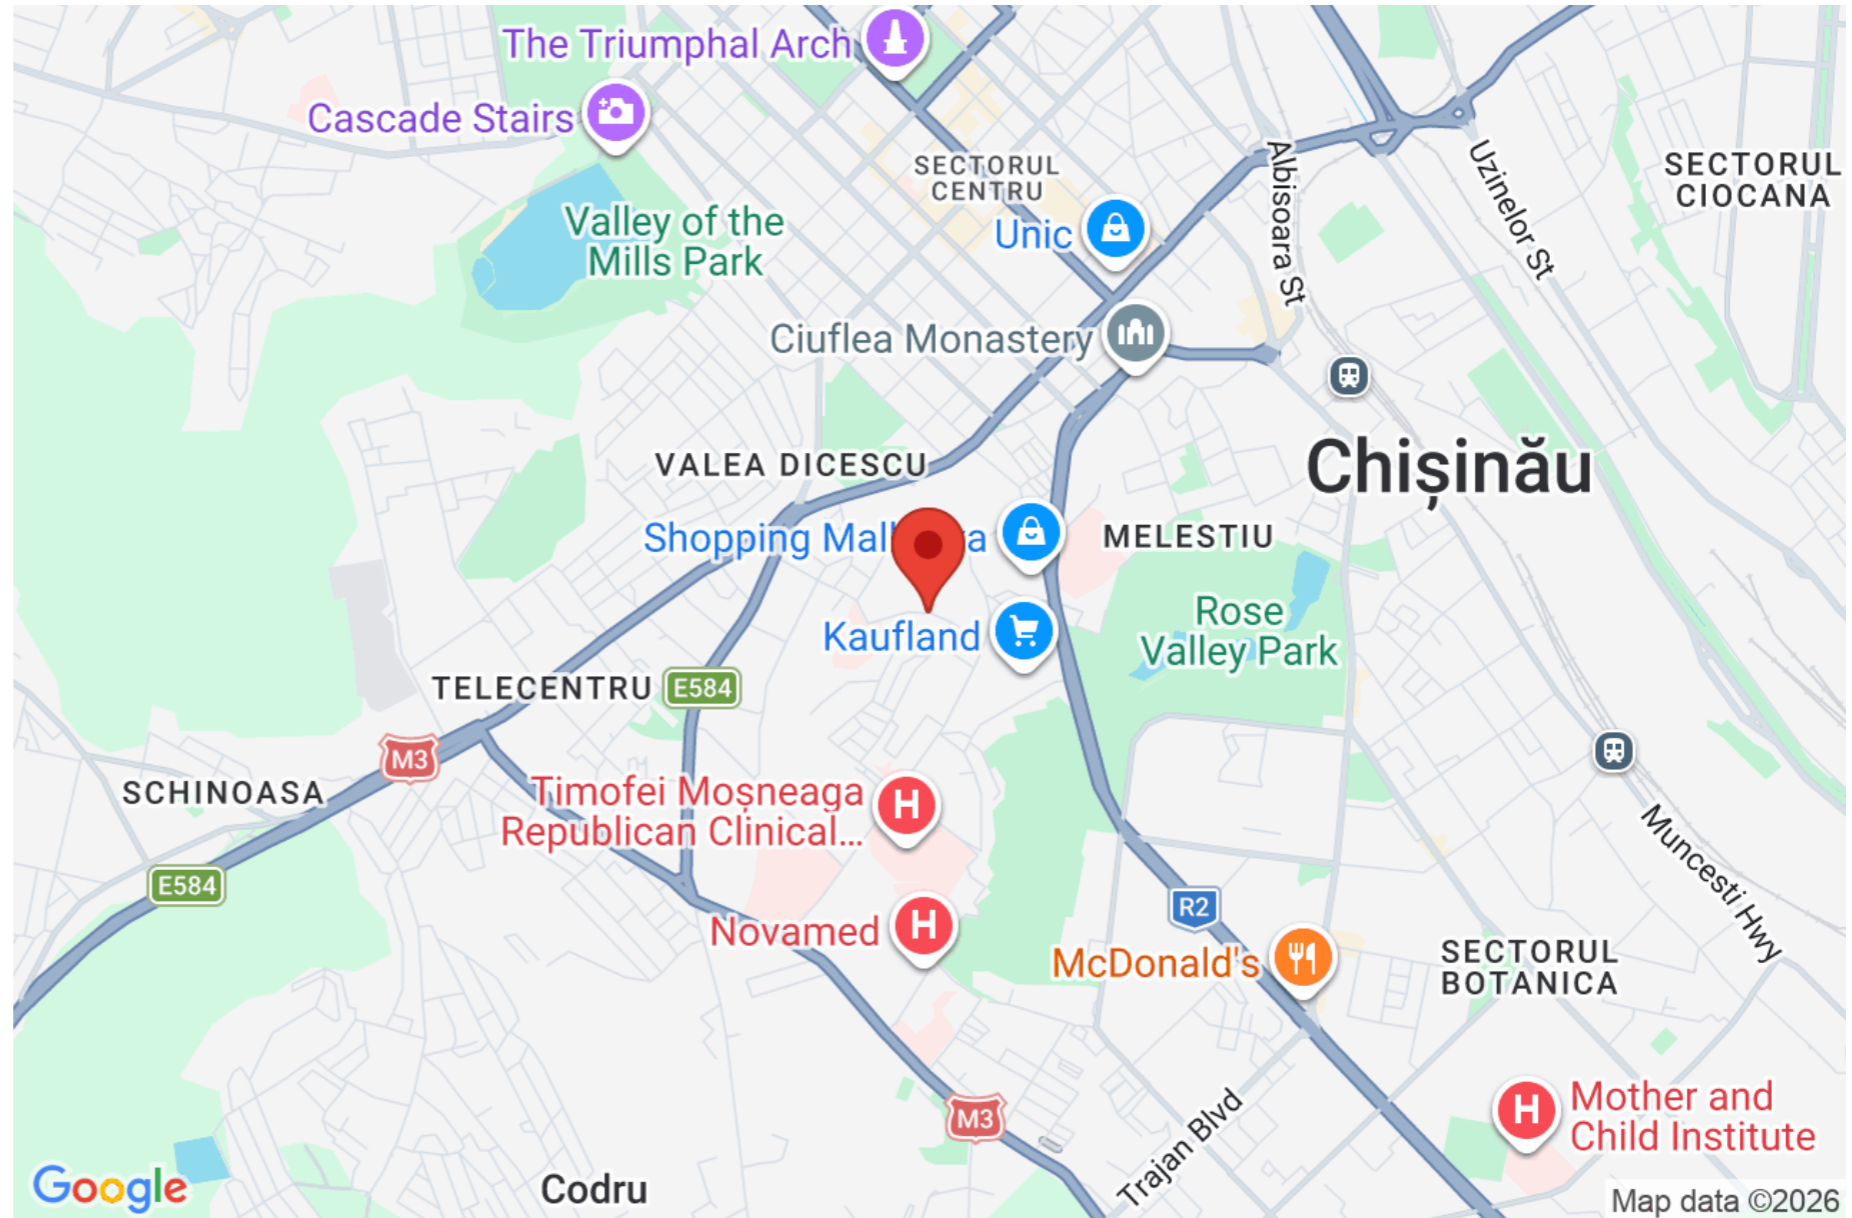 The Triumphal Arch
Cascade Stairs
SECTORUL
CENTRU
Albisoara St
Uzinelor St
SECTORUL
CIOCANA
Valley of the
Mills Park
Unic
Ciuflea Monastery
Chișinău
VALEA DICESCU
Shopping Mall
MELESTIU
Rose
Valley Park
Kaufland
TELECENTRU
E584
M3
SCHINOASA
Timofei Moșneaga
Republican Clinical...
E584
Novamed
R2
McDonald's
Muncesti Hwy
SECTORUL
BOTANICA
M3
Trajan Blvd
Mother and
Child Institute
Codru
Google
Map data ©2026